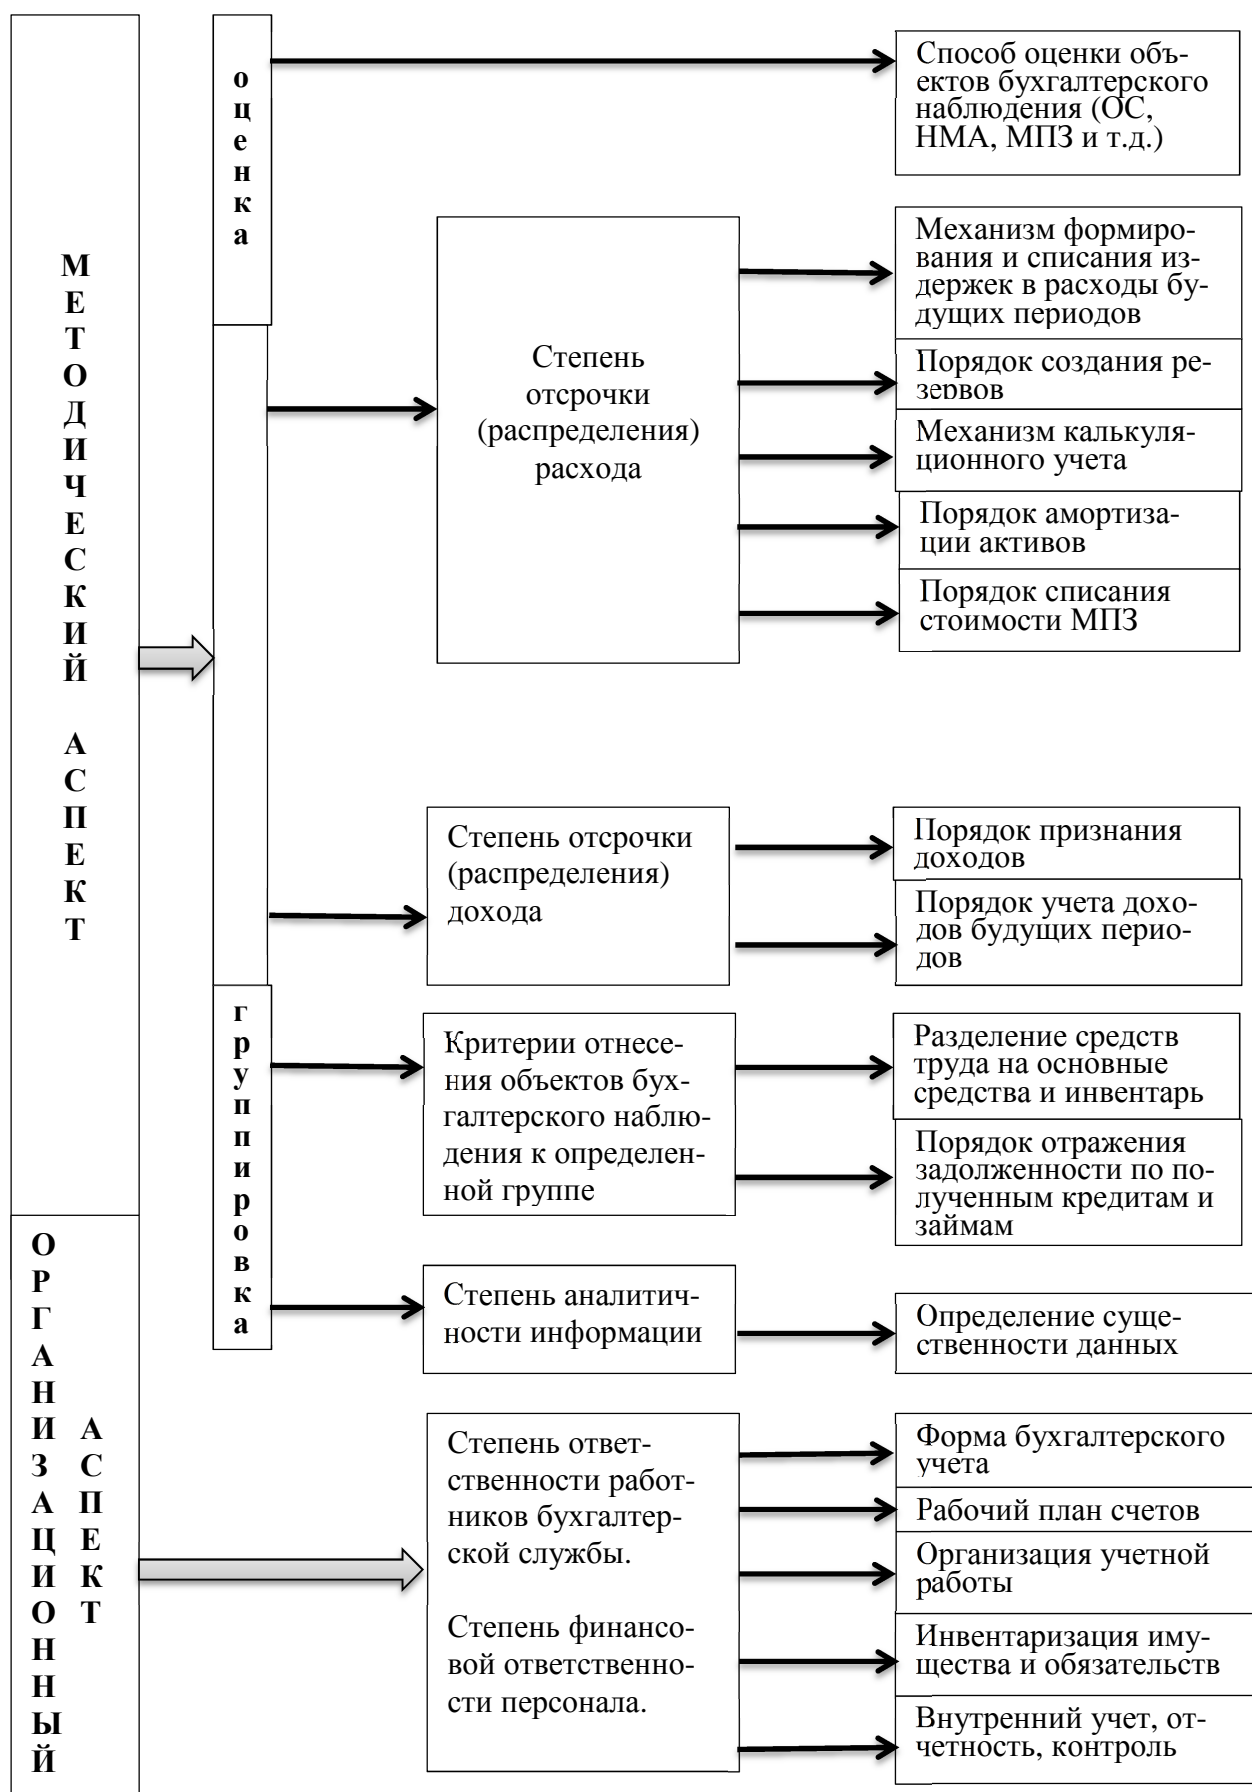 МЕТОДИЧЕСКИЙ АСПЕКТ
оценка
Способ оценки объ-
ектов бухгалтерского
наблюдения (ОС,
НМА, МПЗ и т.д.)
Степень
отсрочки
(распределения)
расхода
Механизм формиро-
вания и списания из-
держек в расходы бу-
дущих периодов
Порядок создания ре-
зервов
Механизм калькуля-
ционного учета
Порядок амортиза-
ции активов
Порядок списания
стоимости МПЗ
Степень отсрочки
(распределения)
дохода
Порядок признания
доходов
Порядок учета дохо-
дов будущих перио-
дов
группировка
Критерии отнесе-
ния объектов бух-
галтерского наблю-
дения к определен-
ной группе
Разделение средств
труда на основные
средства и инвентарь
Порядок отражения
задолженности по по-
лученным кредитам и
займам
Степень аналитич-
ности информации
Определение суще-
ственности данных
ОРГАНИЗАЦИОННЫЙ
АСПЕКТ
Степень ответ-
ственности работ-
ников бухгалтер-
ской службы.
Степень финансо-
вой ответственно-
сти персонала.
Форма бухгалтерского
учета
Рабочий план счетов
Организация учетной
работы
Инвентаризация иму-
щества и обязательств
Внутренний учет, от-
четность, контроль